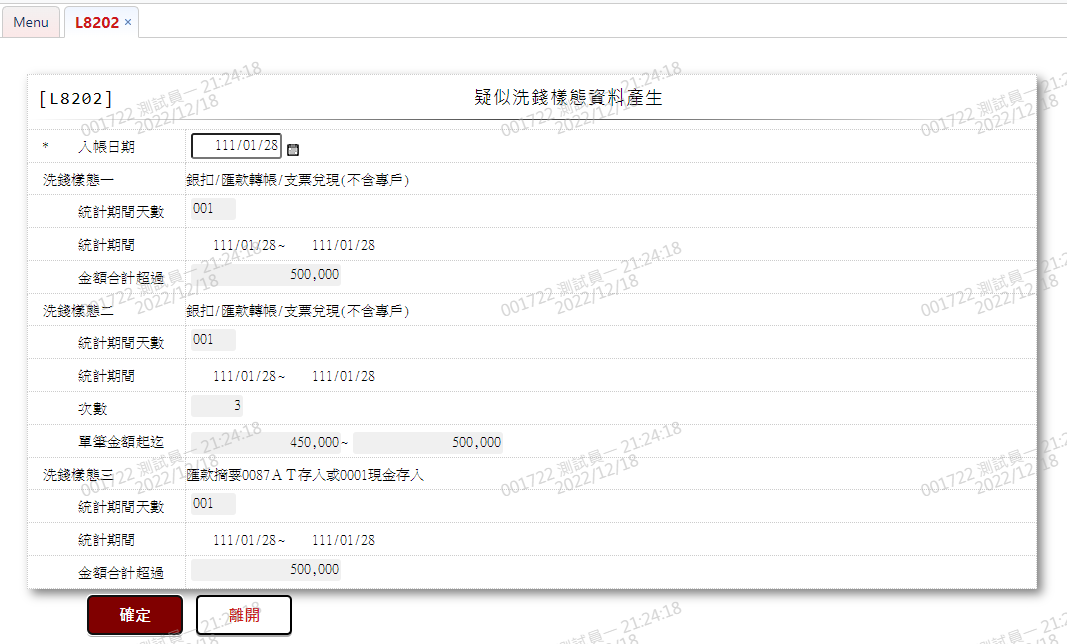 Menu
L8202 ×
[L8202] 疑似洗錢樣態資料產生
* 入帳日期 111/01/28
洗錢樣態一 銀扣/匯款轉帳/支票兌現(不含專戶)
統計期間天數 001
統計期間 111/01/28~ 111/01/28
金額合計超過 500,000
洗錢樣態二 銀扣/匯款轉帳/支票兌現(不含專戶)
統計期間天數 001
統計期間 111/01/28~ 111/01/28
次數 3
單筆金額起迄 450,000~ 500,000
洗錢樣態三 匯款摘要0087AT存入或0001現金存入
統計期間天數 001
統計期間 111/01/28~ 111/01/28
金額合計超過 500,000
確定 離開
001722 測試員一 21:24:18
2022/12/18